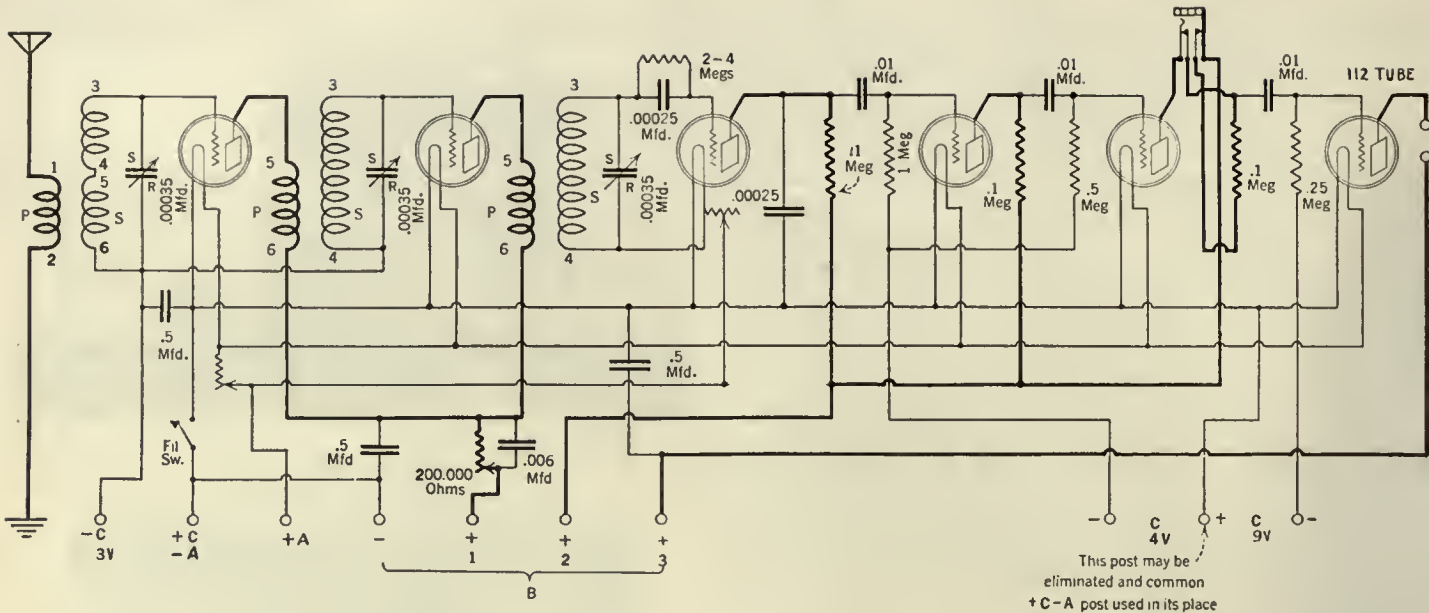 1
P
2
3
4
5
S
6
S
R
.00035
Mfd.
5
P
6
3
S
4
S
R
.00035
Mfd.
5
P
6
3
S
4
S
R
.00035
Mfd.
2-4
Megs
.00025
Mfd.
.00025
.1
Meg
.01
Mfd.
1 Meg
.1
Meg
.01
Mfd.
.5
Meg
.1
Meg
.01
Mfd.
.25
Meg
112 TUBE
.5
Mfd.
.5
Mfd.
Fil
Sw.
.5
Mfd
200.000
Ohms
.006
Mfd
-C
3V
+C
-A
+A
-
+
1
+
2
+
3
B
-
C
4V
+
C
9V
-
This post may be
eliminated and common
+C-A post used in its place